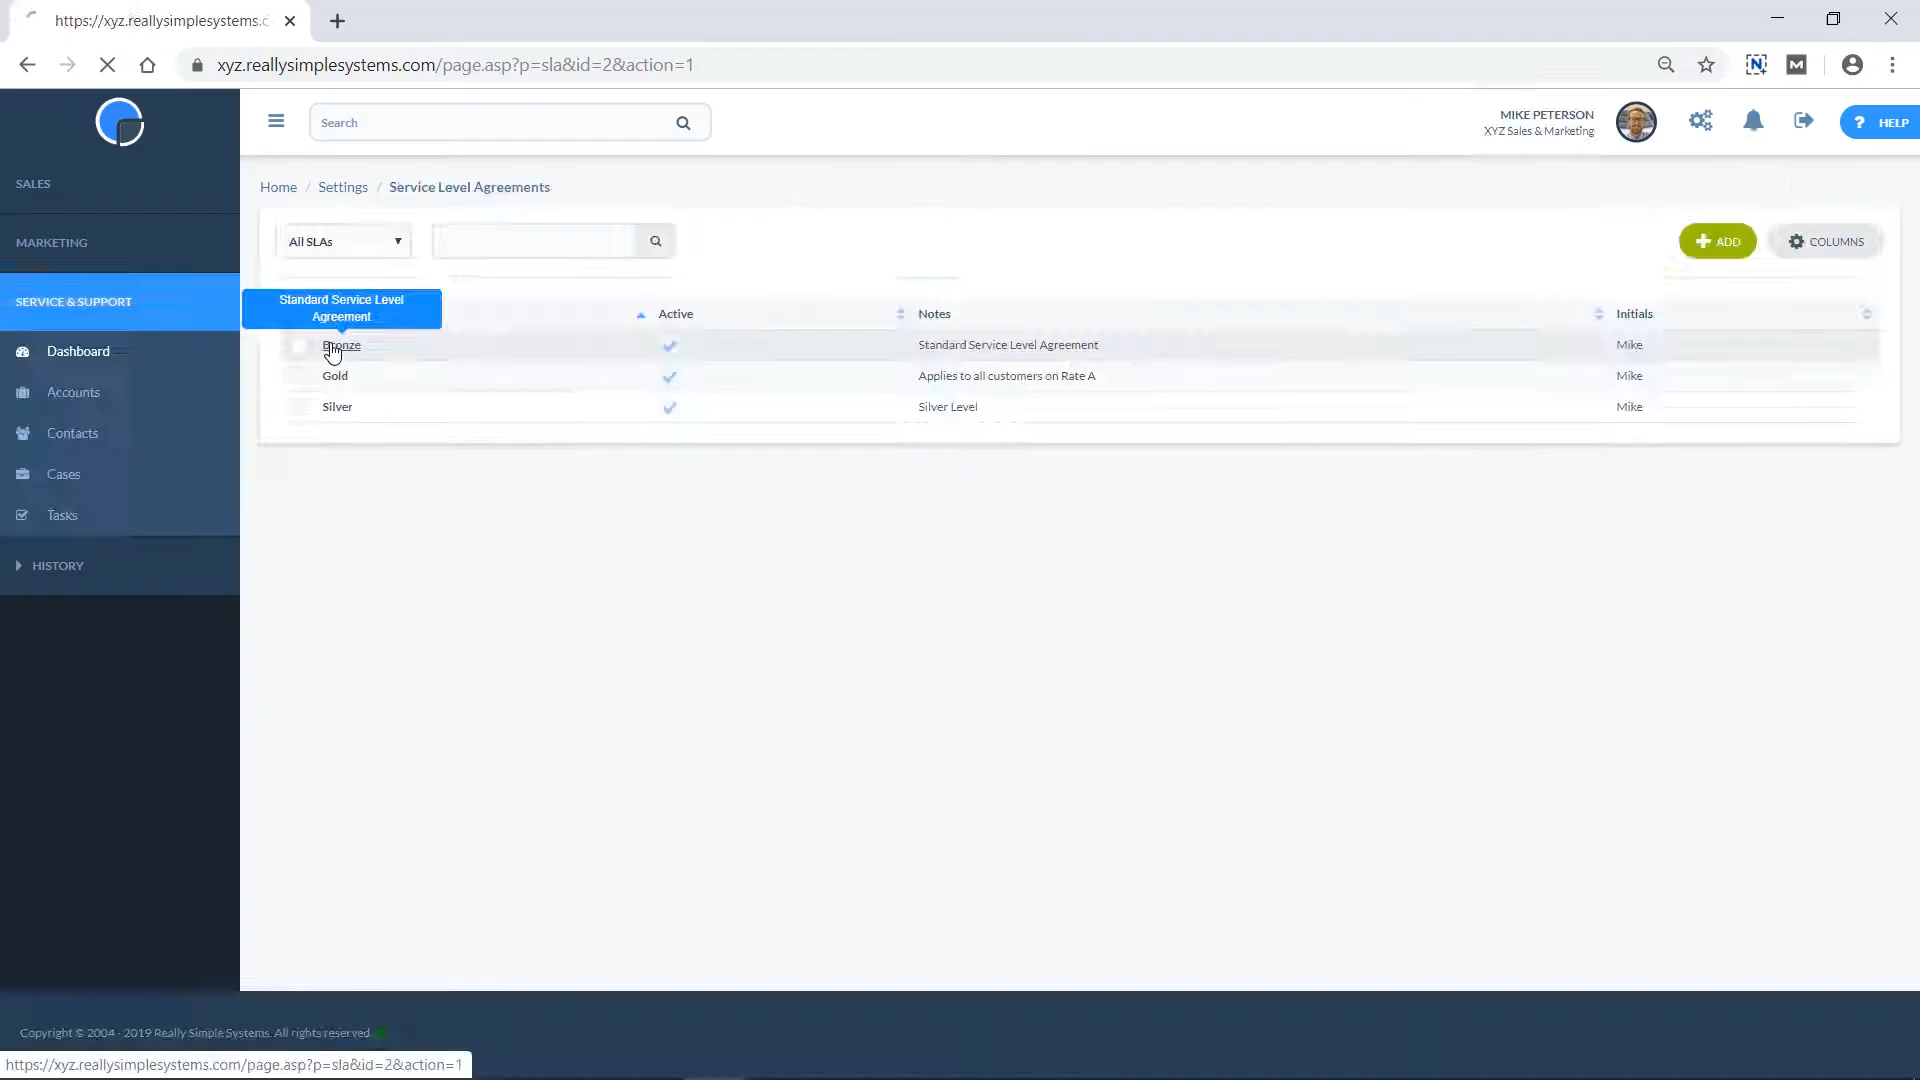 https://xyz.reallysimplesystems.c
xyz.reallysimplesystems.com/page.asp?p=sla&id=2&action=1
Search
MIKE PETERSON
XYZ Sales & Marketing
? HELP
SALES
MARKETING
SERVICE & SUPPORT
Dashboard
Accounts
Contacts
Cases
Tasks
HISTORY
Home / Settings / Service Level Agreements
All SLAs
ADD
COLUMNS
Standard Service Level
Agreement
Active
Notes
Initials
Bronze
Standard Service Level Agreement
Mike
Gold
Applies to all customers on Rate A
Mike
Silver
Silver Level
Mike
Copyright © 2004 - 2019 Really Simple Systems. All rights reserved.
https://xyz.reallysimplesystems.com/page.asp?p=sla&id=2&action=1